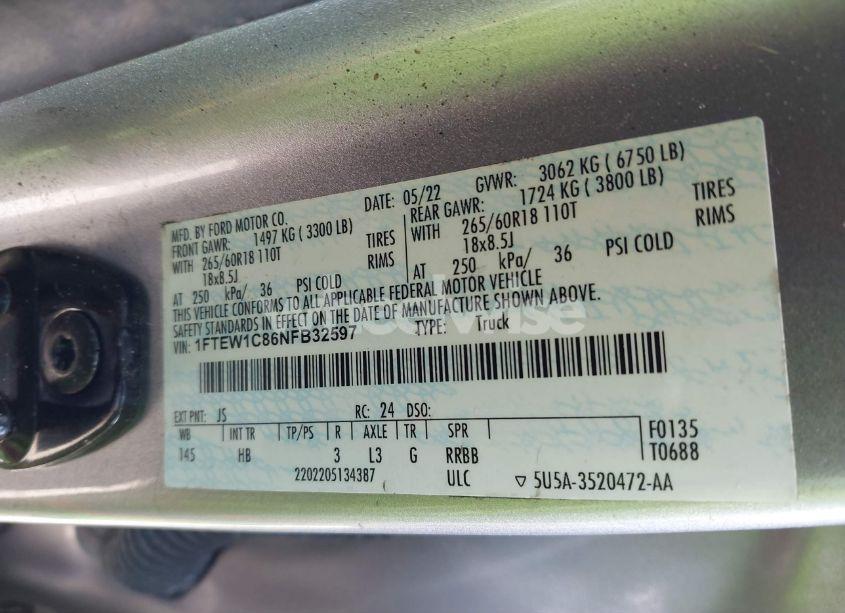 MFD. BY FORD MOTOR CO. DATE: 05/22 GVWR: 3062 KG ( 6750 LB)
FRONT GAWR: 1497 KG ( 3300 LB) REAR GAWR: 1724 KG ( 3800 LB)
WITH 265/60R18 110T TIRES WITH 265/60R18 110T TIRES
18x8.5J RIMS 18x8.5J RIMS
AT 250 kPa/ 36 PSI COLD AT 250 kPa/ 36 PSI COLD
THIS VEHICLE CONFORMS TO ALL APPLICABLE FEDERAL MOTOR VEHICLE
SAFETY STANDARDS IN EFFECT ON THE DATE OF MANUFACTURE SHOWN ABOVE.
VIN: 1FTEW1C86NFB32597 TYPE: Truck
EXT PNT: JS RC: 24 DSO:
WB INT TR TP/PS R AXLE TR SPR F0135
145 HB 3 L3 G RRBB T0688
2202205134387 ULC ▽ 5U5A-3520472-AA